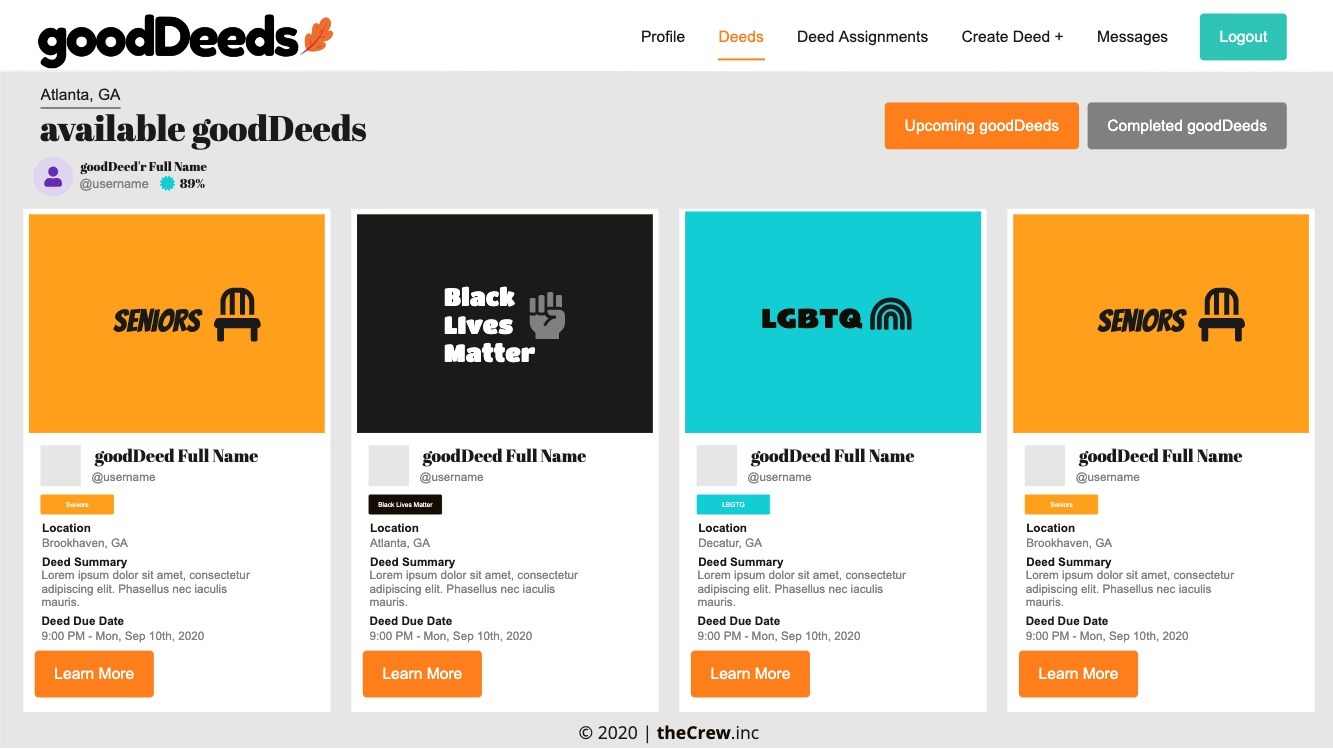 goodDeeds
Profile
Deeds
Deed Assignments
Create Deed +
Messages
Logout
Atlanta, GA
available goodDeeds
Upcoming goodDeeds
Completed goodDeeds
goodDeed'r Full Name
@username 89%
SENIORS
goodDeed Full Name
@username
Seniors
Location
Brookhaven, GA
Deed Summary
Lorem ipsum dolor sit amet, consectetur
adipiscing elit. Phasellus nec iaculis
mauris.
Deed Due Date
9:00 PM - Mon, Sep 10th, 2020
Learn More
Black
Lives
Matter
goodDeed Full Name
@username
Black Lives Matter
Location
Atlanta, GA
Deed Summary
Lorem ipsum dolor sit amet, consectetur
adipiscing elit. Phasellus nec iaculis
mauris.
Deed Due Date
9:00 PM - Mon, Sep 10th, 2020
Learn More
LGBTQ
goodDeed Full Name
@username
LBGTQ
Location
Decatur, GA
Deed Summary
Lorem ipsum dolor sit amet, consectetur
adipiscing elit. Phasellus nec iaculis
mauris.
Deed Due Date
9:00 PM - Mon, Sep 10th, 2020
Learn More
SENIORS
goodDeed Full Name
@username
Seniors
Location
Brookhaven, GA
Deed Summary
Lorem ipsum dolor sit amet, consectetur
adipiscing elit. Phasellus nec iaculis
mauris.
Deed Due Date
9:00 PM - Mon, Sep 10th, 2020
Learn More
© 2020 | theCrew.inc